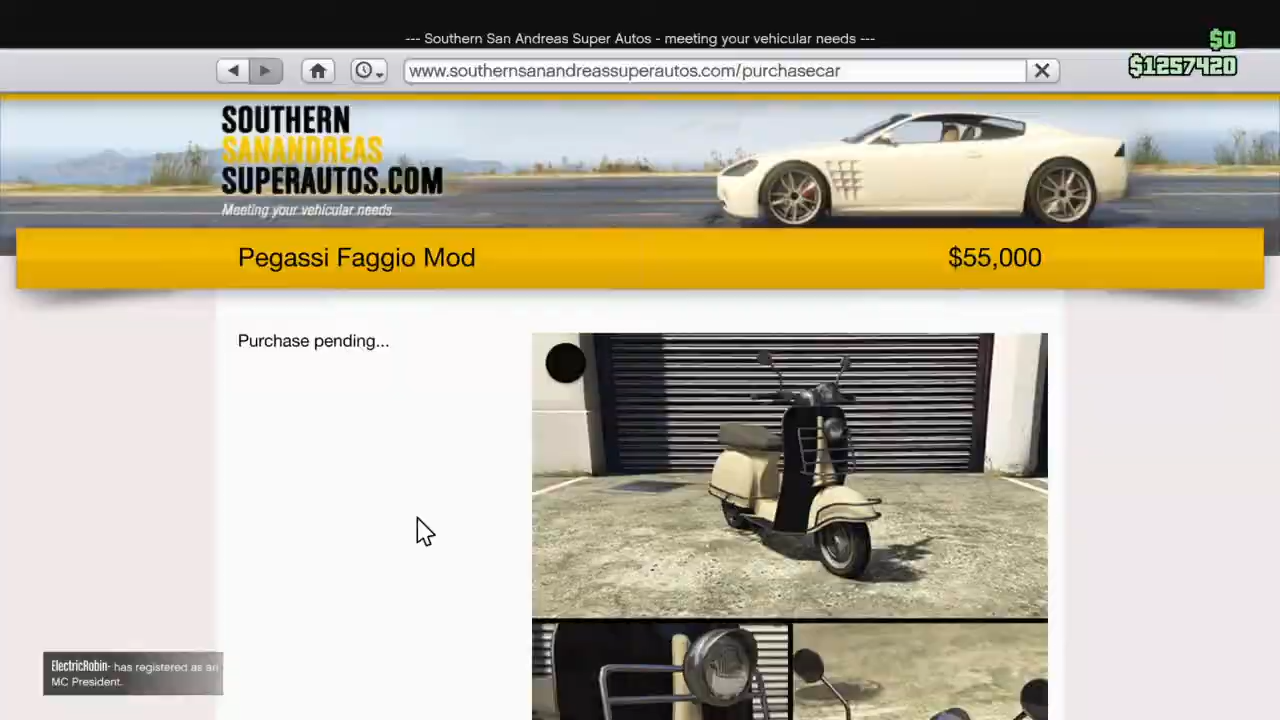 --- Southern San Andreas Super Autos - meeting your vehicular needs ---
$0
$1257420
www.southernsanandreassuperautos.com/purchasecar
SOUTHERN
SANANDREAS
SUPERAUTOS.COM
Meeting your vehicular needs
Pegassi Faggio Mod
$55,000
Purchase pending...
ElectricRobin- has registered as an
MC President.